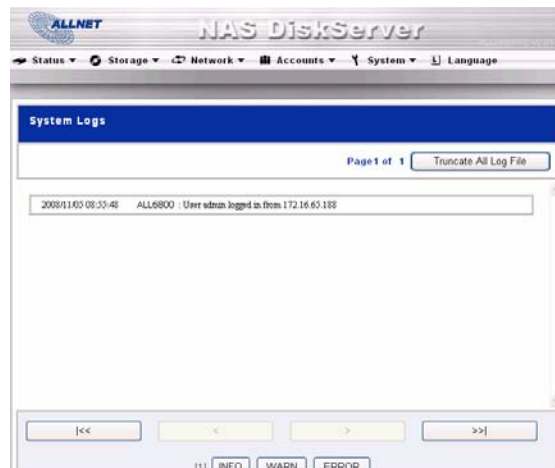 ALLNET
NAS DiskServer
Status Storage Network Accounts System Language
System Logs
Page 1 of 1 Truncate All Log File
2008/11/05 08:55:48 ALL6800 : User admin logged in from 172.16.65.188
|<< < > >>|
[1] INFO WARN ERROR